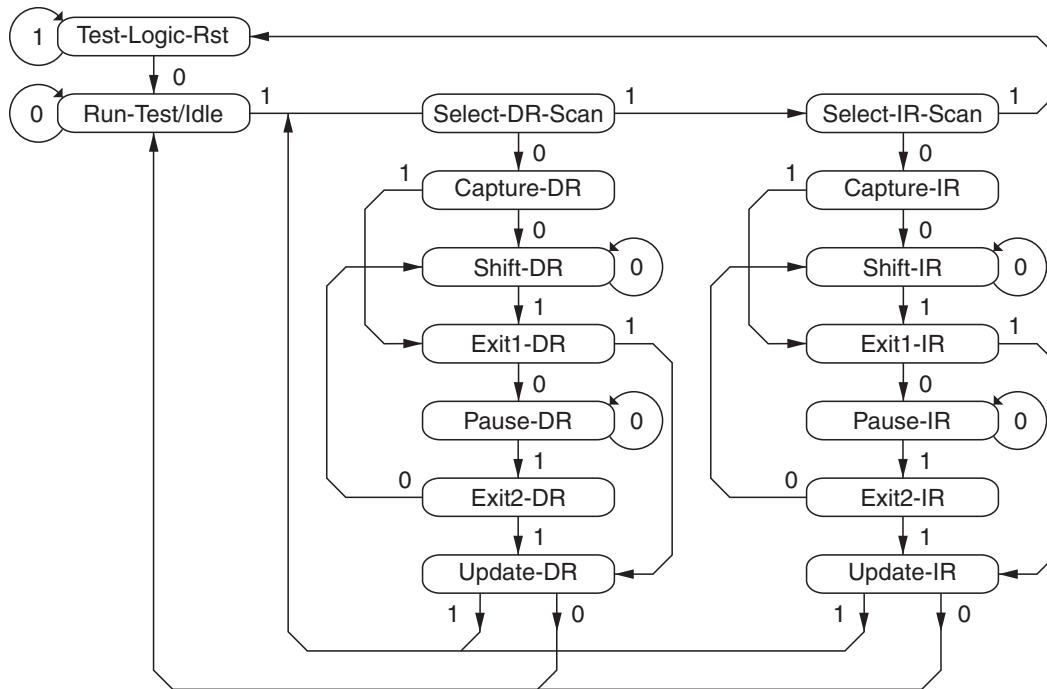 1 Test-Logic-Rst
0
0 Run-Test/Idle 1 Select-DR-Scan 1 Select-IR-Scan 1
0 0
1 Capture-DR 1 Capture-IR
0 0
Shift-DR 0 Shift-IR 0
1 1
Exit1-DR 1 Exit1-IR 1
0 0
Pause-DR 0 Pause-IR 0
1 1
0 Exit2-DR 0 Exit2-IR
1 1
Update-DR Update-IR
1 0 1 0